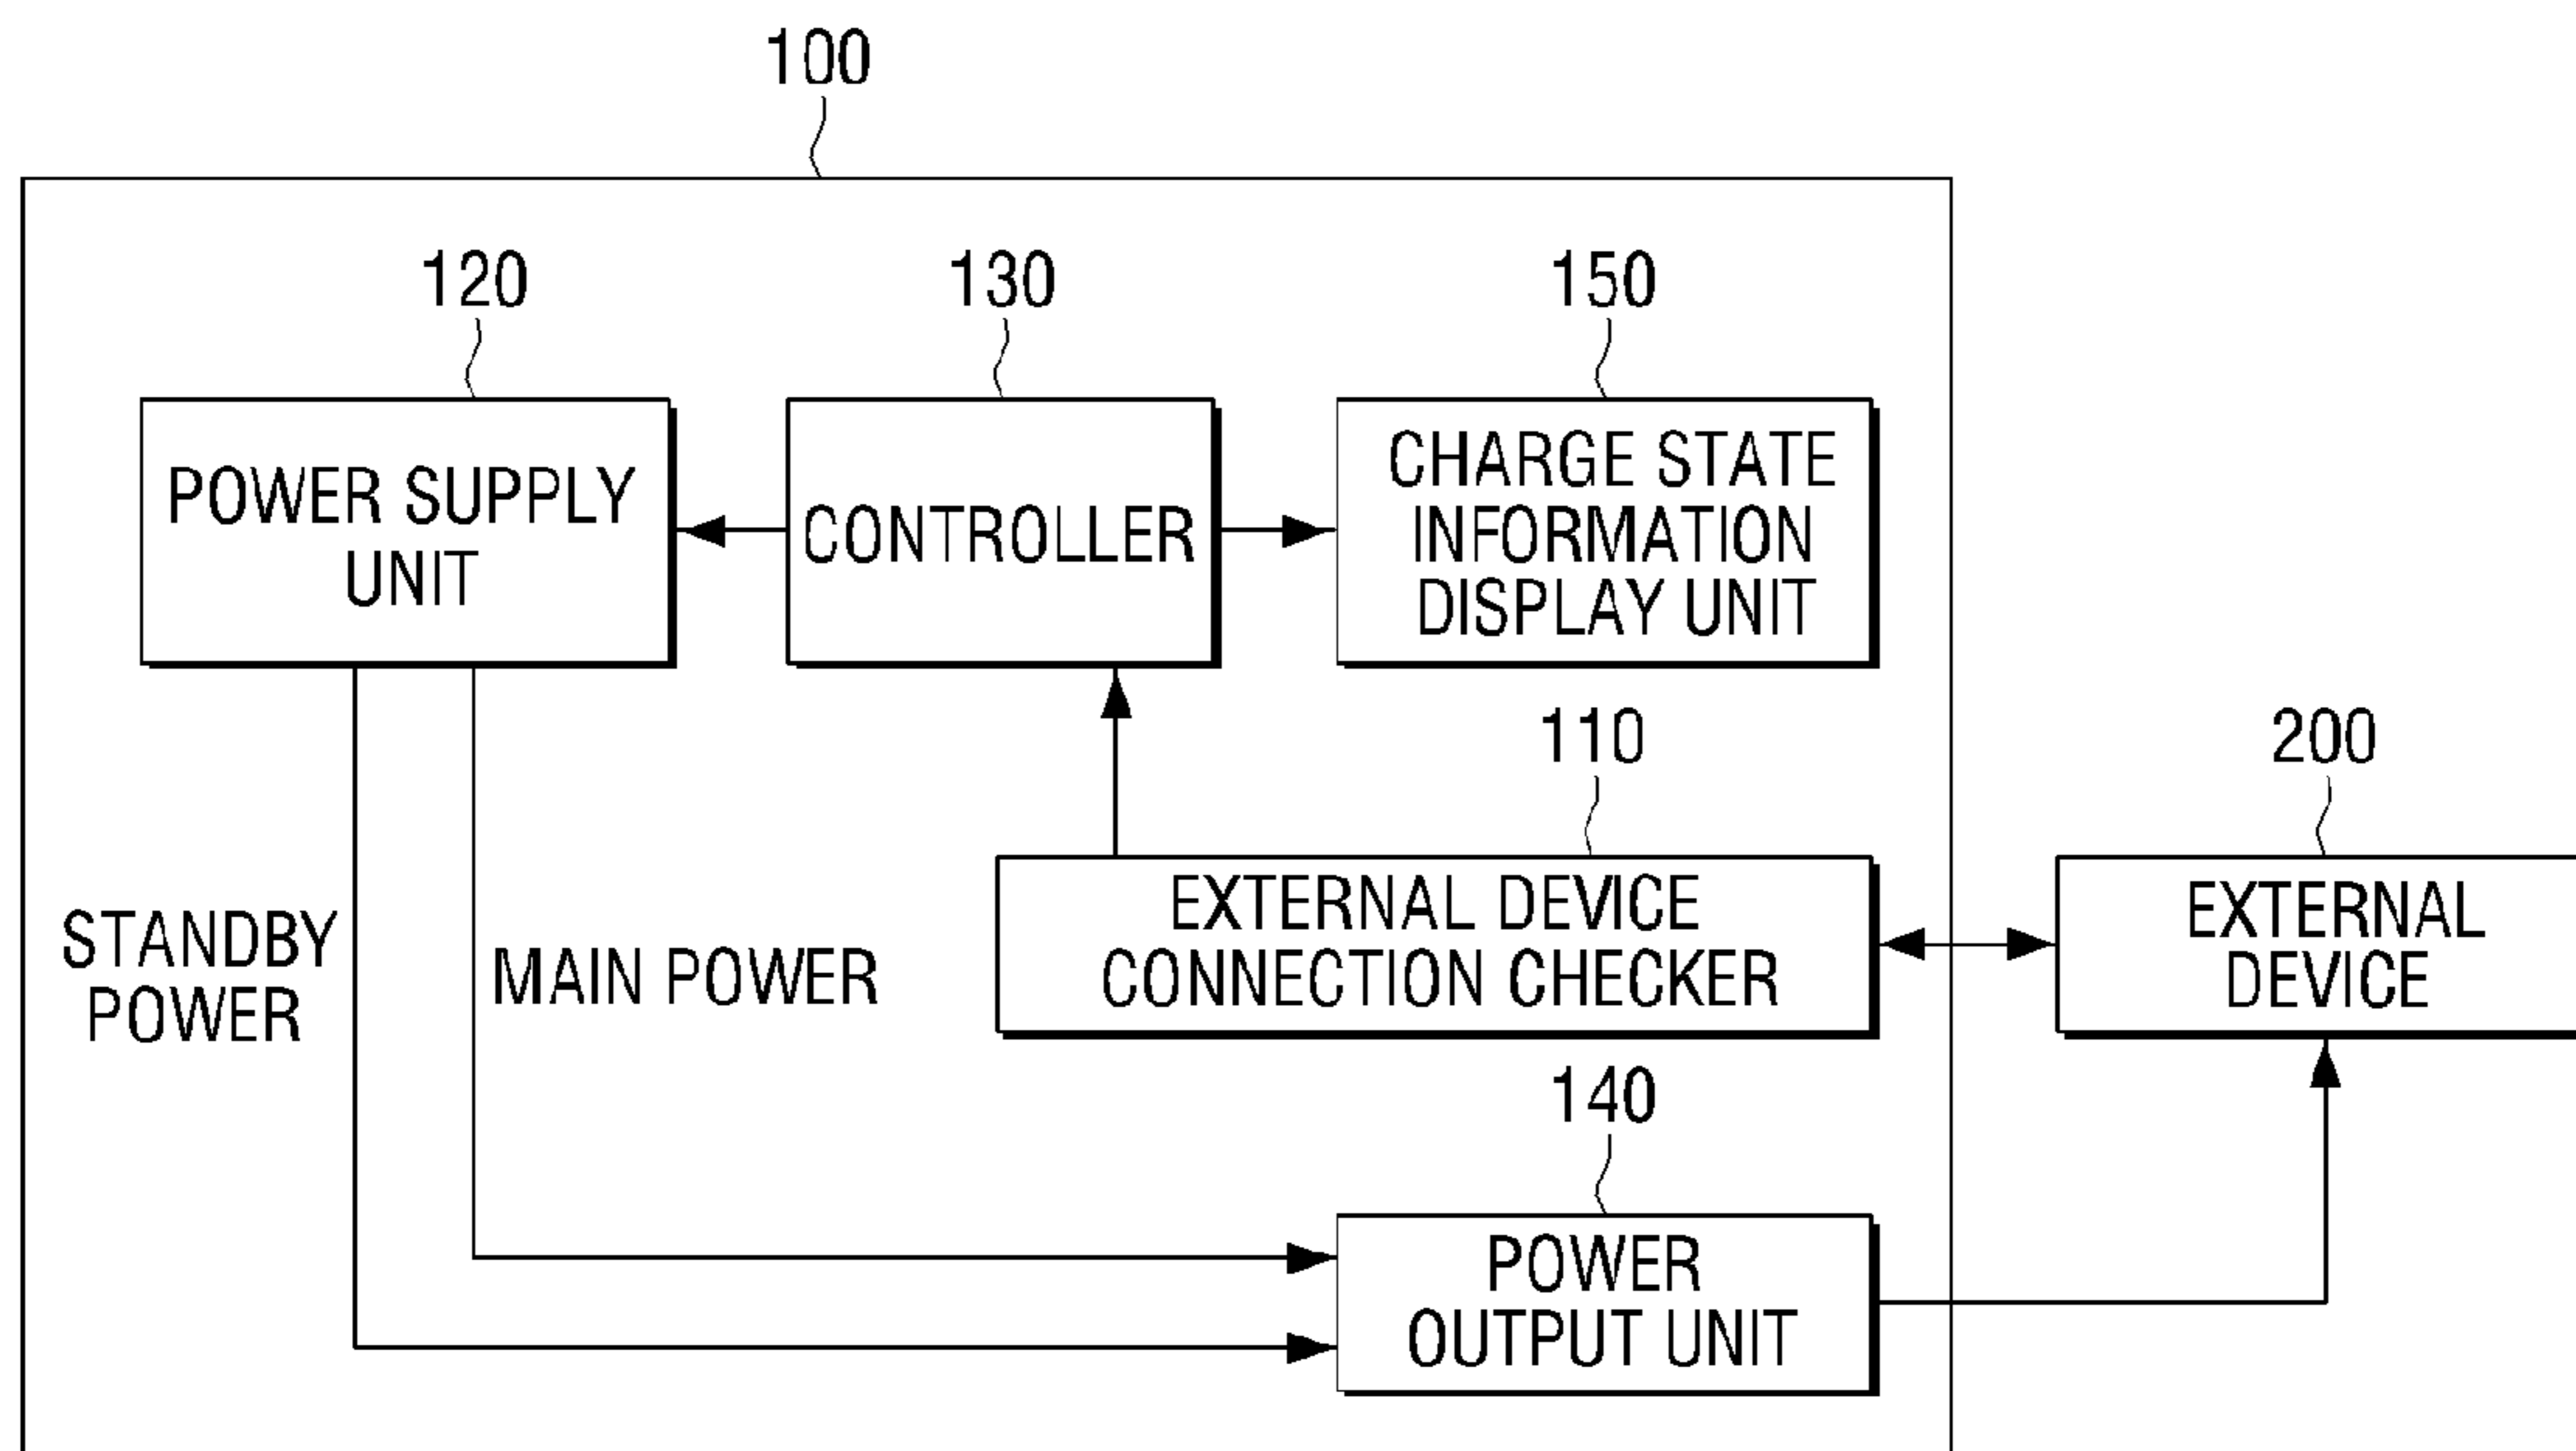 100
120
130
150
POWER SUPPLY
UNIT
CONTROLLER
CHARGE STATE
INFORMATION
DISPLAY UNIT
110
200
STANDBY
POWER
MAIN POWER
EXTERNAL DEVICE
CONNECTION CHECKER
EXTERNAL
DEVICE
140
POWER
OUTPUT UNIT